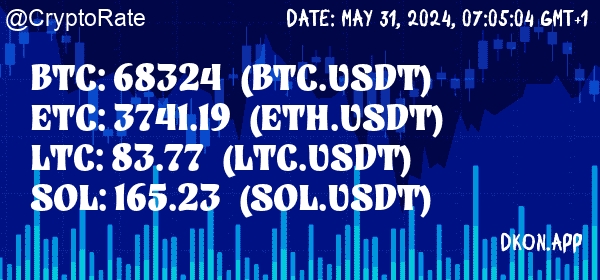 @CryptoRate
DATE: MAY 31, 2024, 07:05:04 GMT+1
BTC: 68324 (BTC.USDT)
ETC: 3741.19 (ETH.USDT)
LTC: 83.77 (LTC.USDT)
SOL: 165.23 (SOL.USDT)
DKON.APP